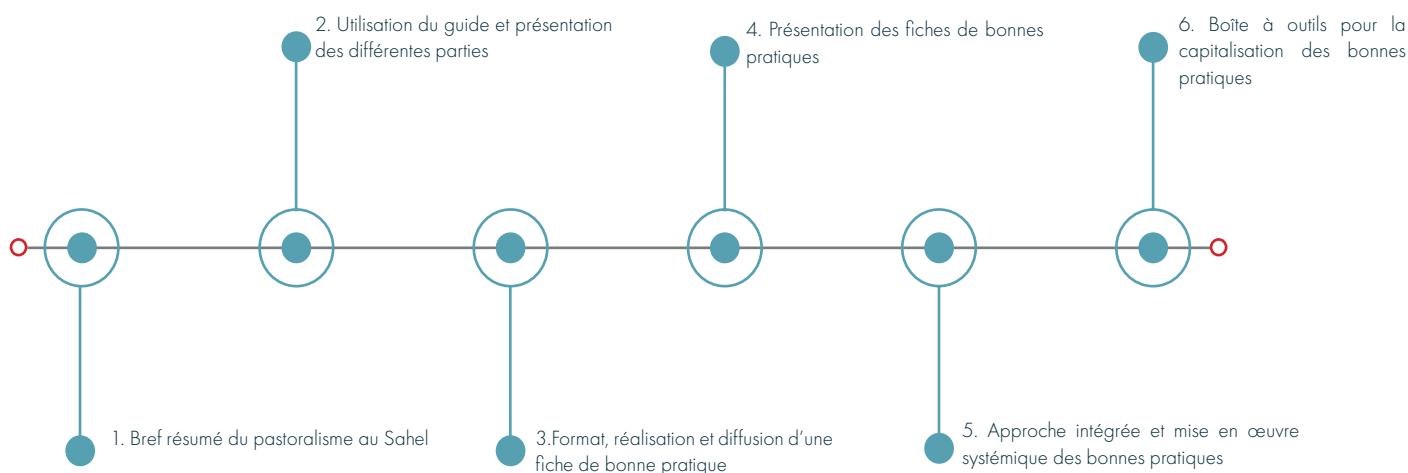 1. Bref résumé du pastoralisme au Sahel
2. Utilisation du guide et présentation
des différentes parties
3.Format, réalisation et diffusion d’une
fiche de bonne pratique
4. Présentation des fiches de bonnes
pratiques
5. Approche intégrée et mise en œuvre
systémique des bonnes pratiques
6. Boîte à outils pour la
capitalisation des bonnes
pratiques